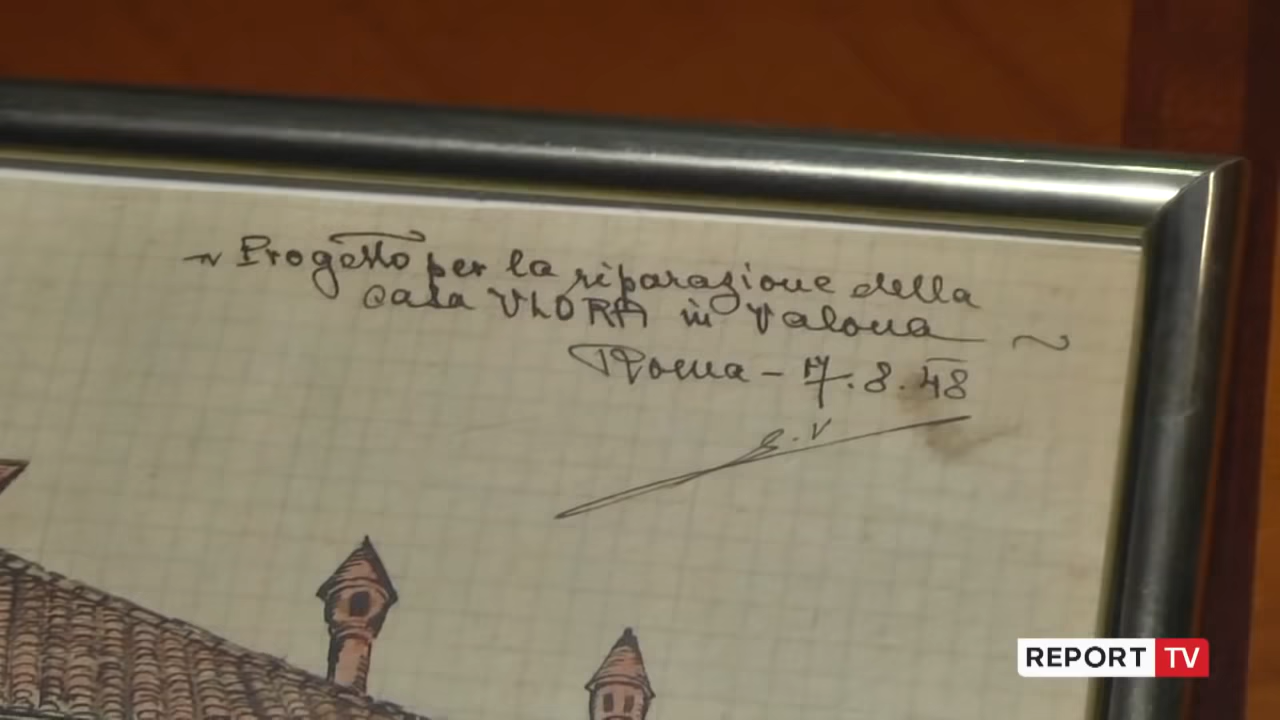 ~ Progetto per la riparazione della
casa VLORA in Valona ~
Roma - 17.8.48
E.V
REPORT TV